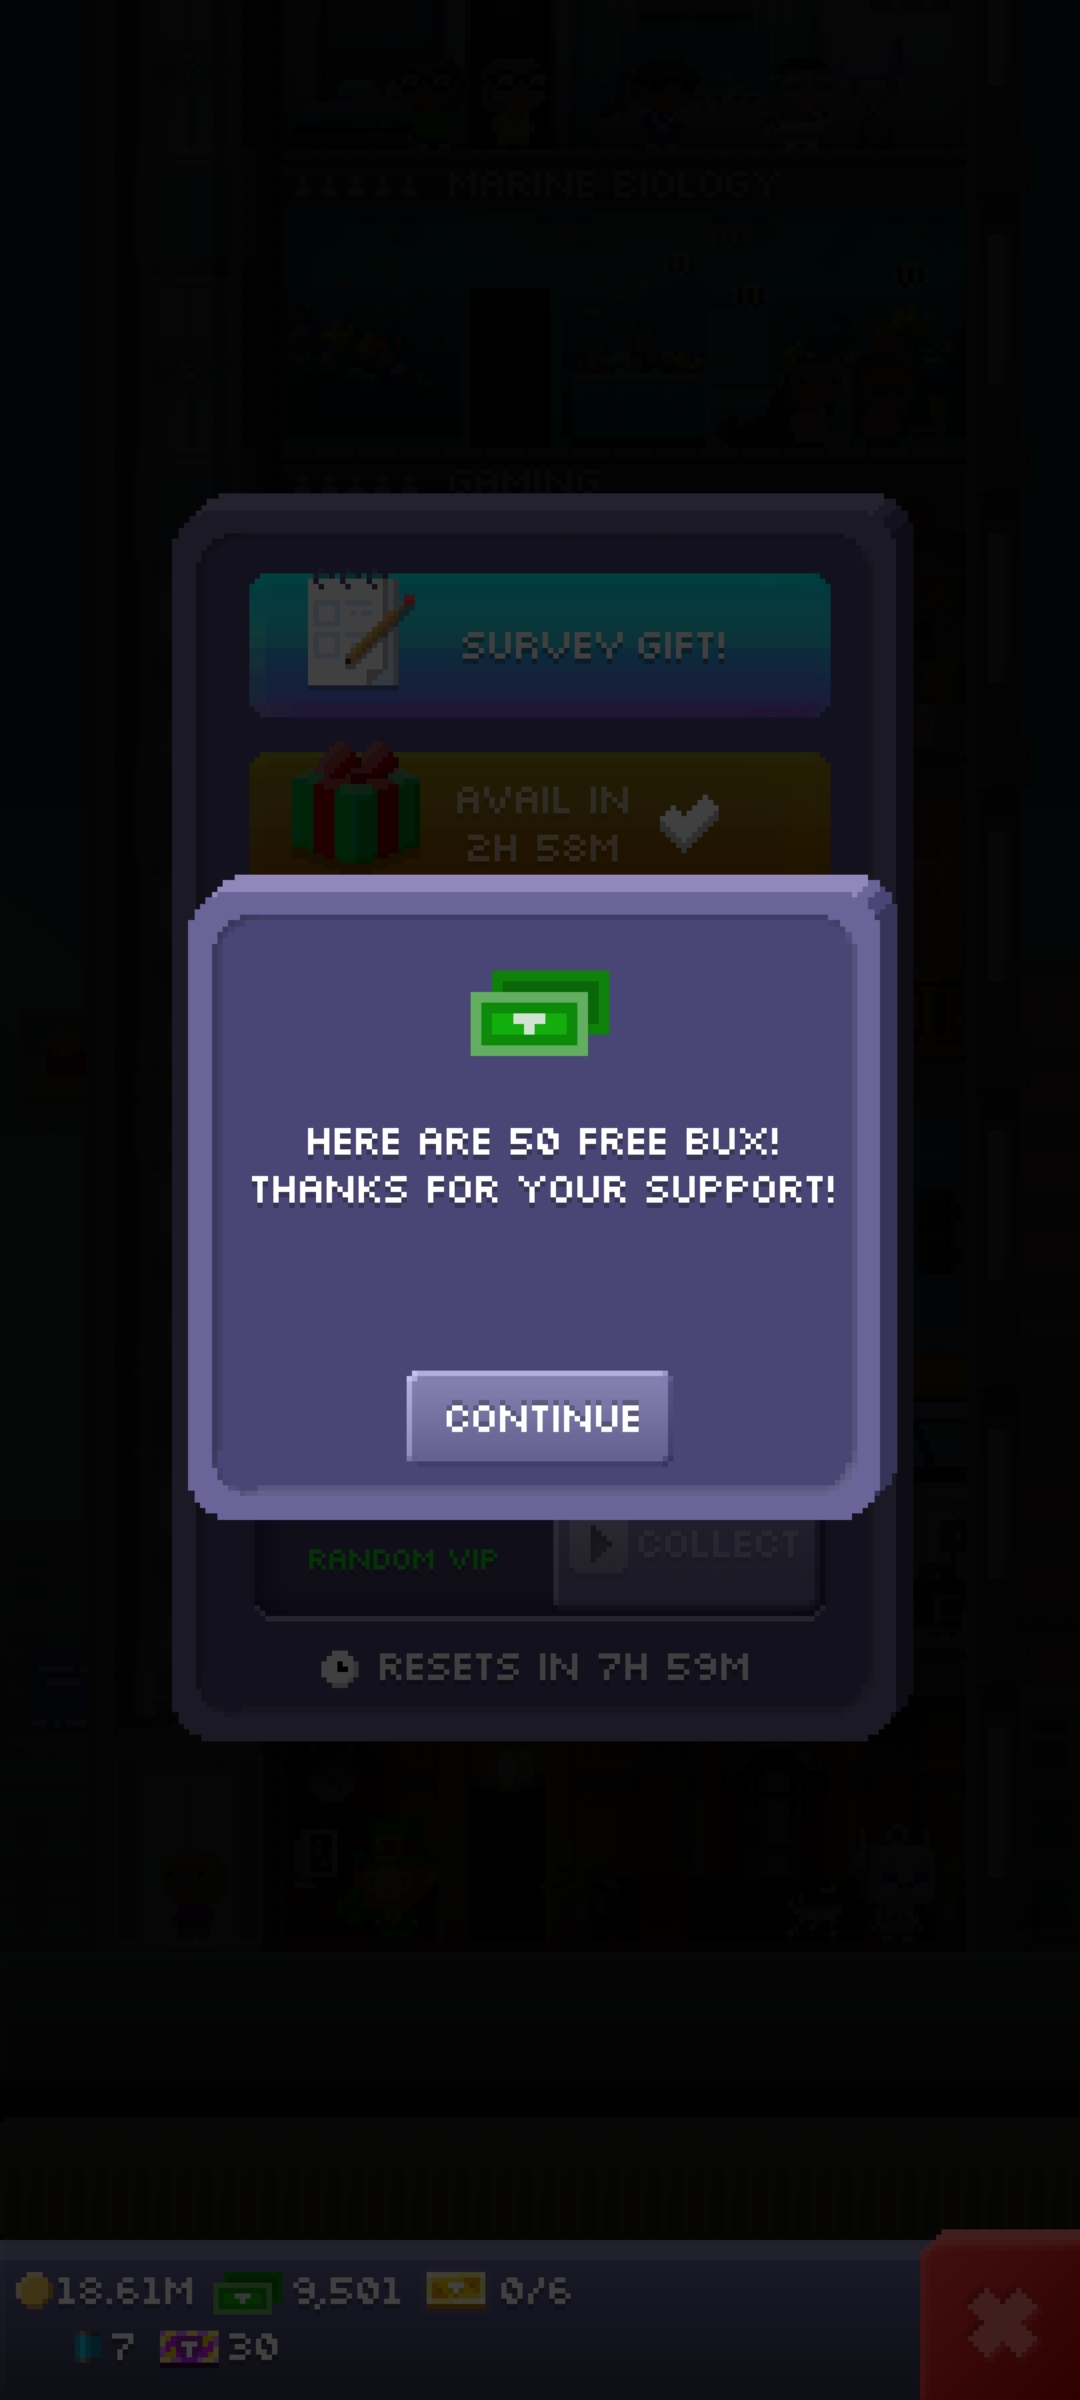 MARINE BIOLOGY
GAMING
SURVEY GIFT!
AVAIL IN
2H 58M
HERE ARE 50 FREE BUX!
THANKS FOR YOUR SUPPORT!
CONTINUE
RANDOM VIP
COLLECT
RESETS IN 7H 59M
18.61M 9,501 0/6
7 30